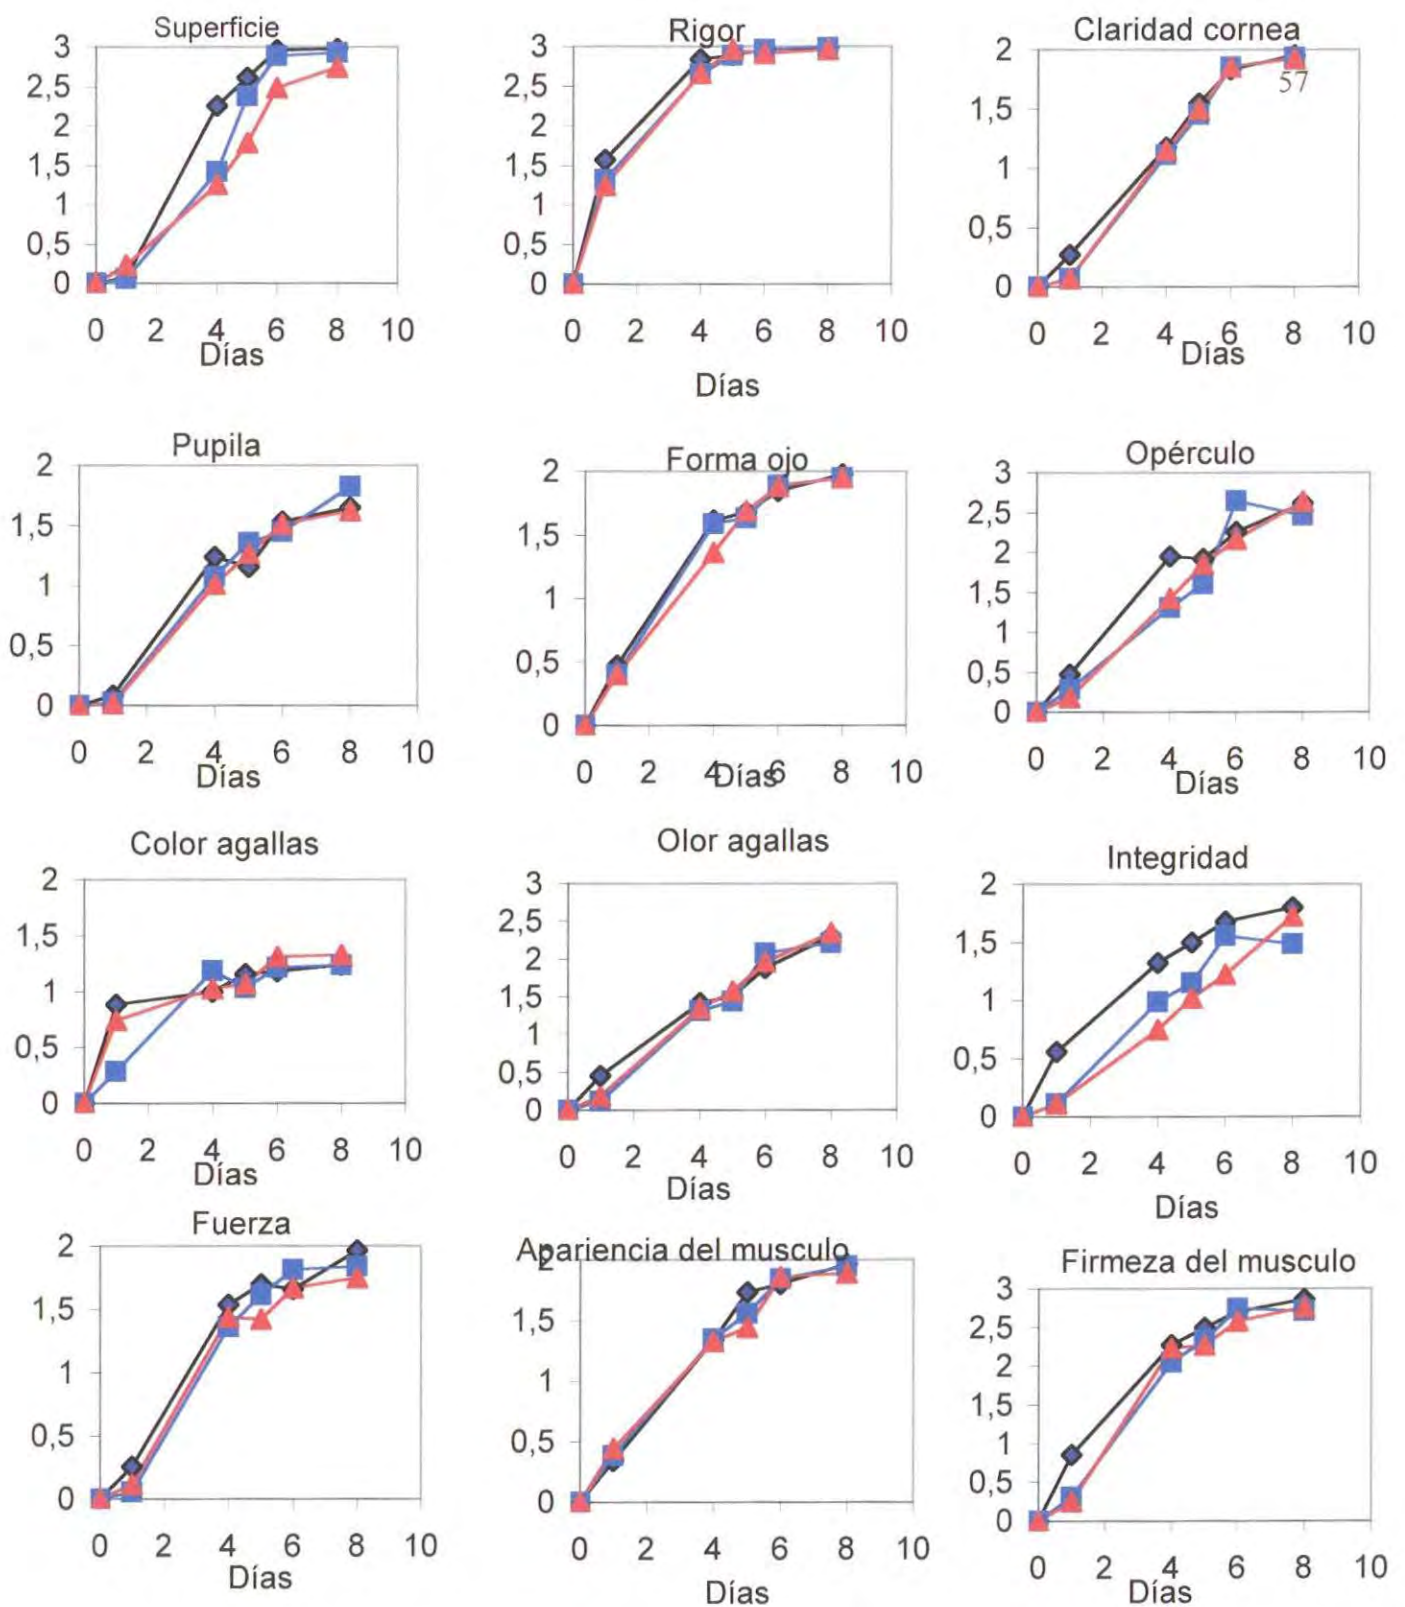 Superficie
3
2,5
2
1,5
1
0,5
0
0 2 4 6 8 10
Días
Rigor
3
2,5
2
1,5
1
0,5
0
0 2 4 6 8 10
Días
Claridad cornea
57
2
1,5
1
0,5
0
0 2 4 6 8 10
Días
Pupila
2
1,5
1
0,5
0
0 2 4 6 8 10
Días
Forma ojo
2
1,5
1
0,5
0
0 2 4 6 8 10
Días
Opérculo
3
2,5
2
1,5
1
0,5
0
0 2 4 6 8 10
Días
Color agallas
2
1,5
1
0,5
0
0 2 4 6 8 10
Días
Olor agallas
3
2,5
2
1,5
1
0,5
0
0 2 4 6 8 10
Días
Integridad
2
1,5
1
0,5
0
0 2 4 6 8 10
Días
Fuerza
2
1,5
1
0,5
0
0 2 4 6 8 10
Días
Apariencia del musculo
2
1,5
1
0,5
0
0 2 4 6 8 10
Días
Firmeza del musculo
3
2,5
2
1,5
1
0,5
0
0 2 4 6 8 10
Días